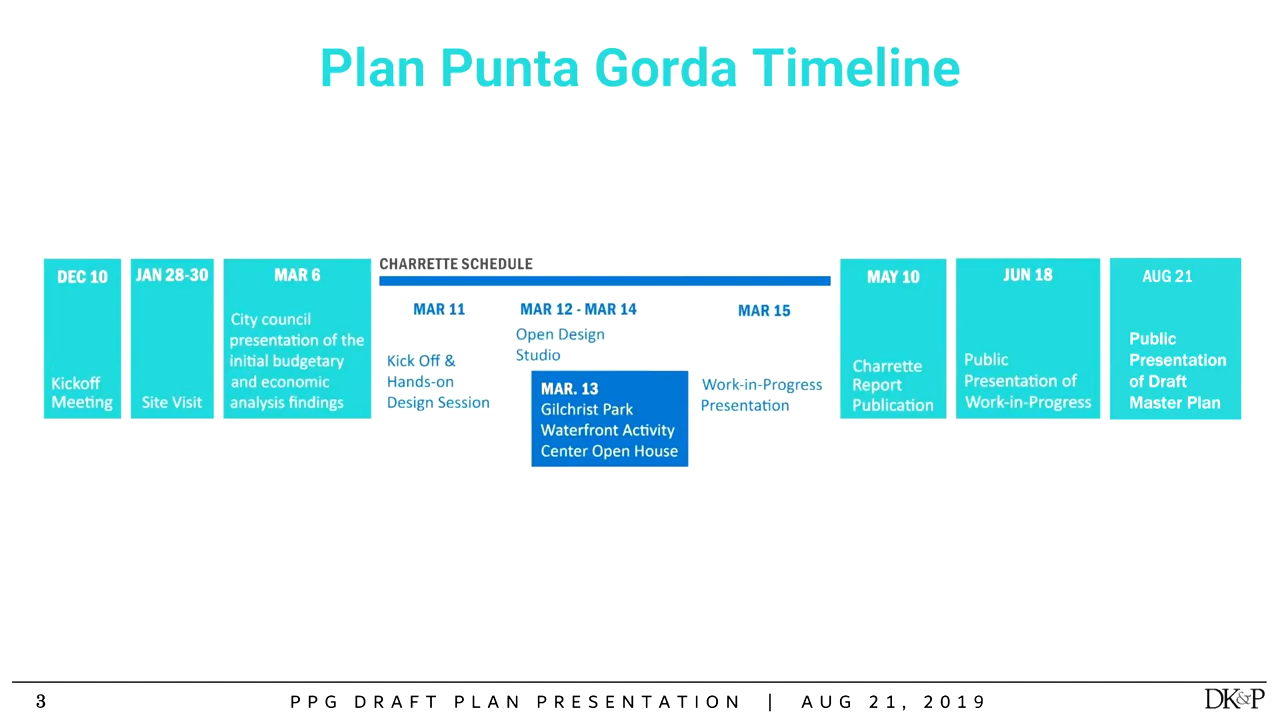 Plan Punta Gorda Timeline
DEC 10
Kickoff
Meeting
JAN 28-30
Site Visit
MAR 6
City council
presentation of the
initial budgetary
and economic
analysis findings
CHARRETTE SCHEDULE
MAR 11
Kick Off &
Hands-on
Design Session
MAR 12 - MAR 14
Open Design
Studio
MAR. 13
Gilchrist Park
Waterfront Activity
Center Open House
MAR 15
Work-in-Progress
Presentation
MAY 10
Charrette
Report
Publication
JUN 18
Public
Presentation of
Work-in-Progress
AUG 21
Public
Presentation
of Draft
Master Plan
3
PPG DRAFT PLAN PRESENTATION | AUG 21, 2019
DK&P